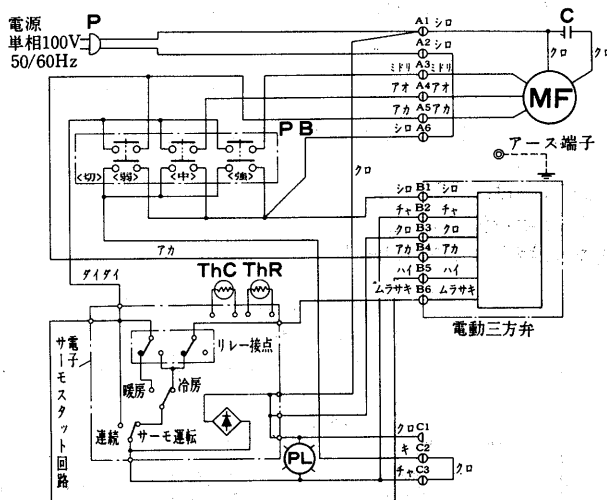 電源
単相100V
50/60Hz
P
A1 シロ
A2 シロ
ミドリ A3 ミドリ
アオ A4 アオ
アカ A5 アカ
シロ A6
C
クロ
クロ
MF
アース端子
PB
<切> <弱> <中> <強>
クロ
シロ B1 シロ
チャ B2 チャ
クロ B3 クロ
アカ B4 アカ
ハイ B5 ハイ
ムラサキ B6 ムラサキ
電動三方弁
アカ
ダイダイ
ThC ThR
リレー接点
暖房
冷房
連続
サーモ運転
電子
サーモスタット回路
PL
クロ C1
キ C2
チャ C3
クロ